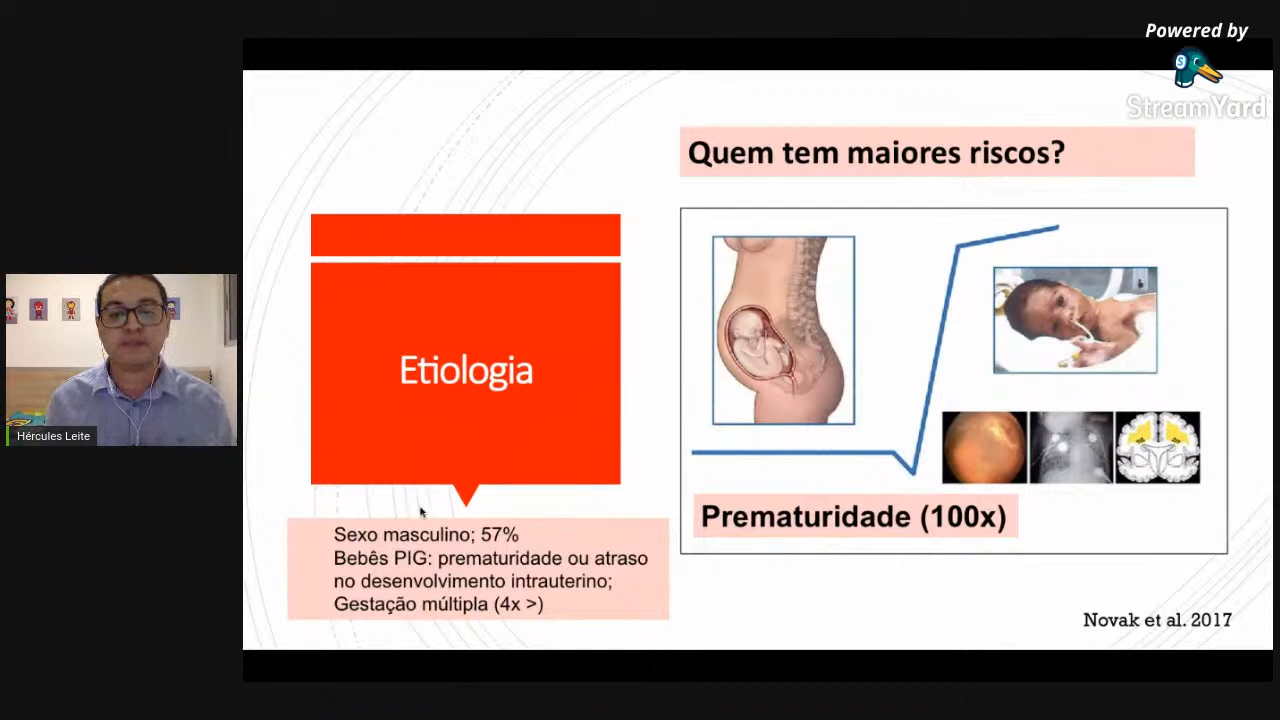 Powered by
StreamYard
Quem tem maiores riscos?
Etiologia
Hércules Leite
Prematuridade (100x)
Sexo masculino; 57%
Bebês PIG: prematuridade ou atraso
no desenvolvimento intrauterino;
Gestação múltipla (4x >)
Novak et al. 2017